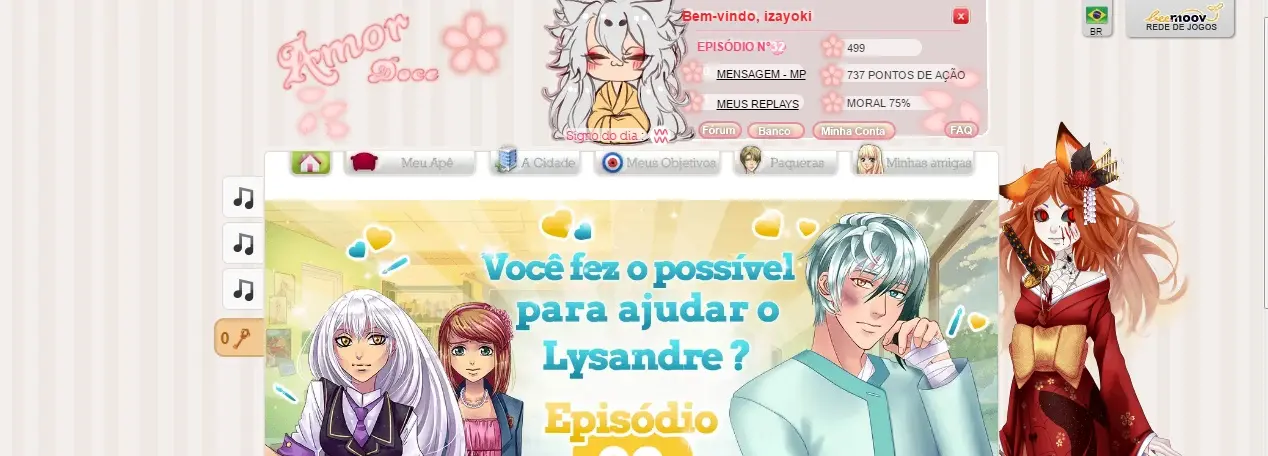 Amor
Doce
Bem-vindo, izayoki
EPISÓDIO N°32
499
MENSAGEM - MP
737 PONTOS DE AÇÃO
MEUS REPLAYS
MORAL 75%
Signo do dia :
Forum
Banco
Minha Conta
FAQ
BR
beemoov
REDE DE JOGOS
Meu Apê
A Cidade
Meus Objetivos
Paqueras
Minhas amigas
0
Você fez o possível
para ajudar o
Lysandre ?
Episódio